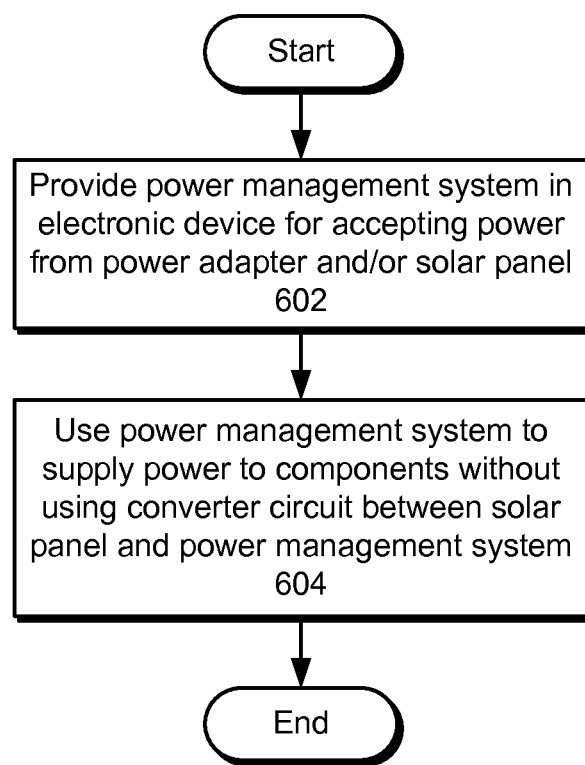 Start
Provide power management system in
electronic device for accepting power
from power adapter and/or solar panel
602
Use power management system to
supply power to components without
using converter circuit between solar
panel and power management system
604
End